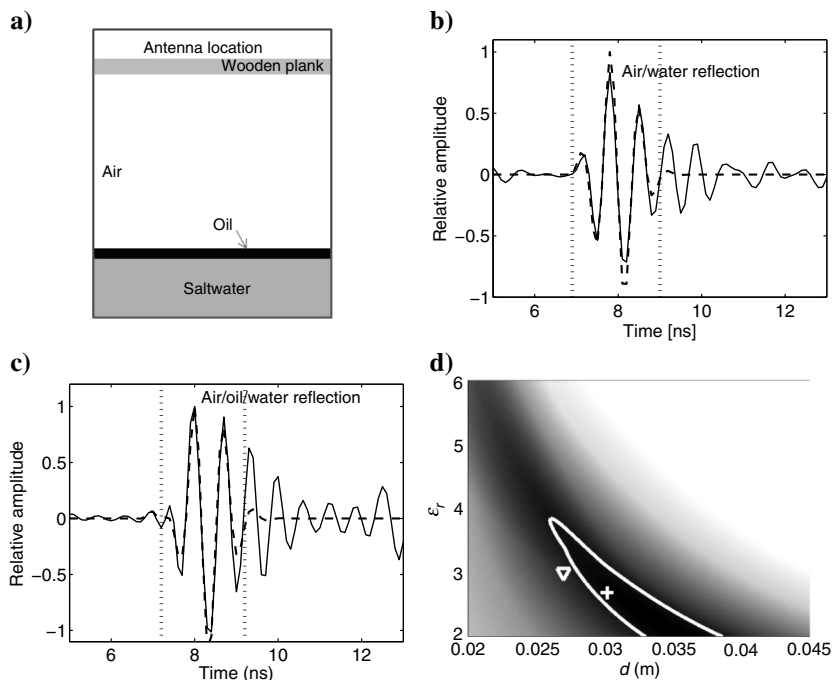 a)
Antenna location
Wooden plank
Air
Oil
Saltwater
b)
Air/water reflection
Relative amplitude
1
0.5
0
−0.5
−1
6
8
10
12
Time [ns]
c)
Air/oil/water reflection
Relative amplitude
1
0.5
0
−0.5
−1
6
8
10
12
Time (ns)
d)
εr
6
5
4
3
2
0.02
0.025
0.03
0.035
0.04
0.045
d (m)